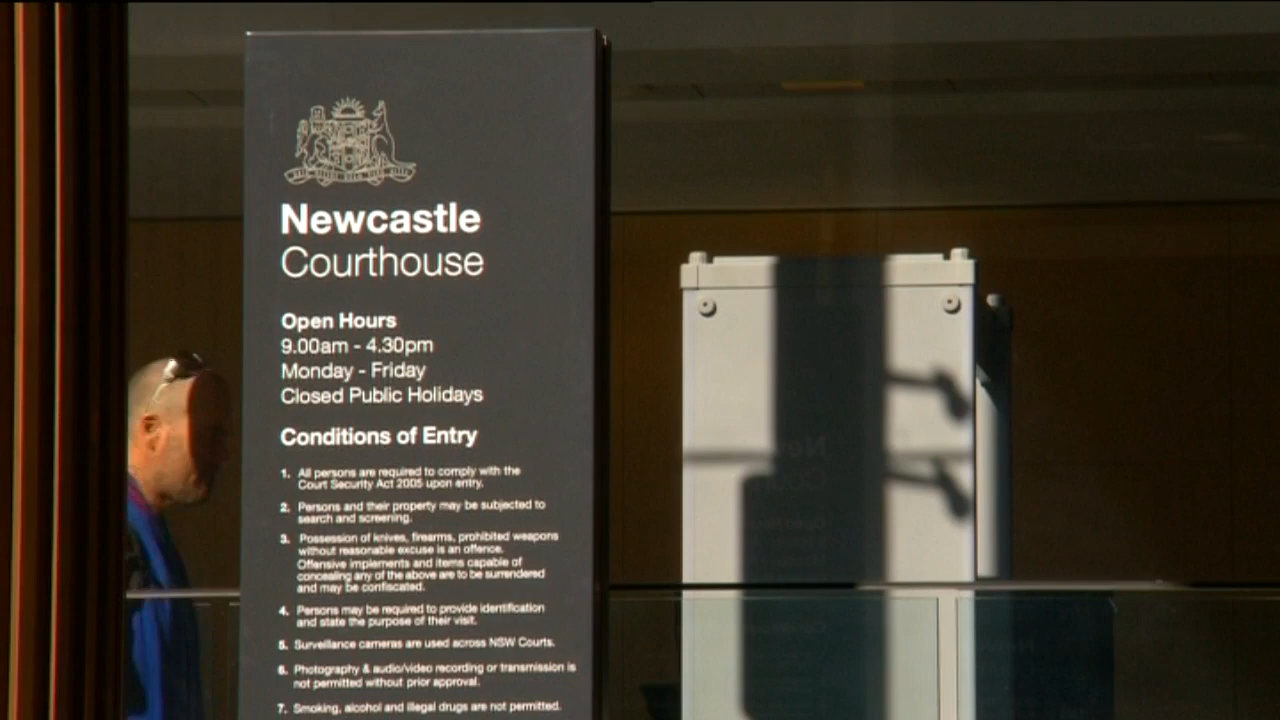 Newcastle
Courthouse
Open Hours
9.00am - 4.30pm
Monday - Friday
Closed Public Holidays
Conditions of Entry
1. All persons are required to comply with the
Court Security Act 2005 upon entry.
2. Persons and their property may be subjected to
search and screening.
3. Possession of knives, firearms, prohibited weapons
without reasonable excuse is an offence.
Offensive implements and items capable of
concealing any of the above are to be surrendered
and may be confiscated.
4. Persons may be required to provide identification
and state the purpose of their visit.
5. Surveillance cameras are used across NSW Courts.
6. Photography & audio/video recording or transmission is
not permitted without prior approval.
7. Smoking, alcohol and illegal drugs are not permitted.